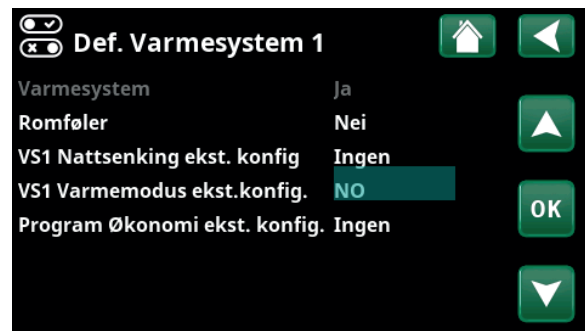 Def. Varmesystem 1
Varmesystem Ja
Romføler Nei
VS1 Nattsenking ekst. konfig Ingen
VS1 Varmemodus ekst.konfig. NO
Program Økonomi ekst. konfig. Ingen
OK